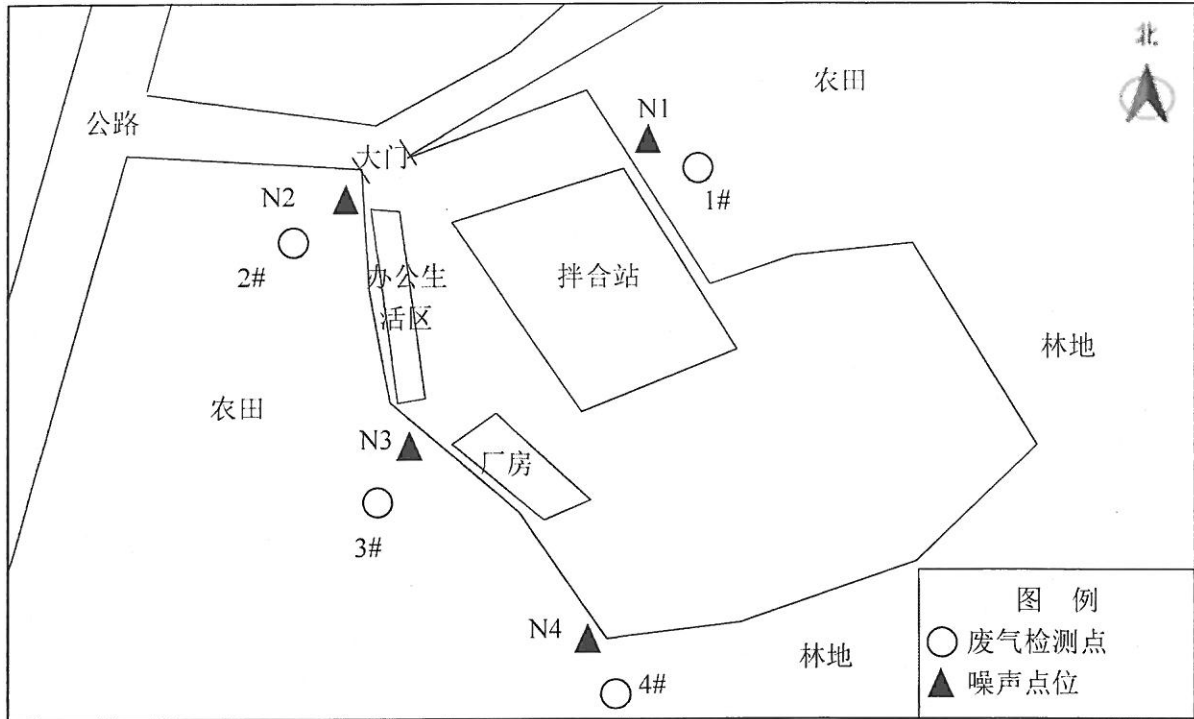 北
农田
公路
N1
大门
1#
N2
2#
办公生
活区
拌合站
林地
农田
N3
厂房
3#
N4
4#
林地
图 例
废气检测点
噪声点位